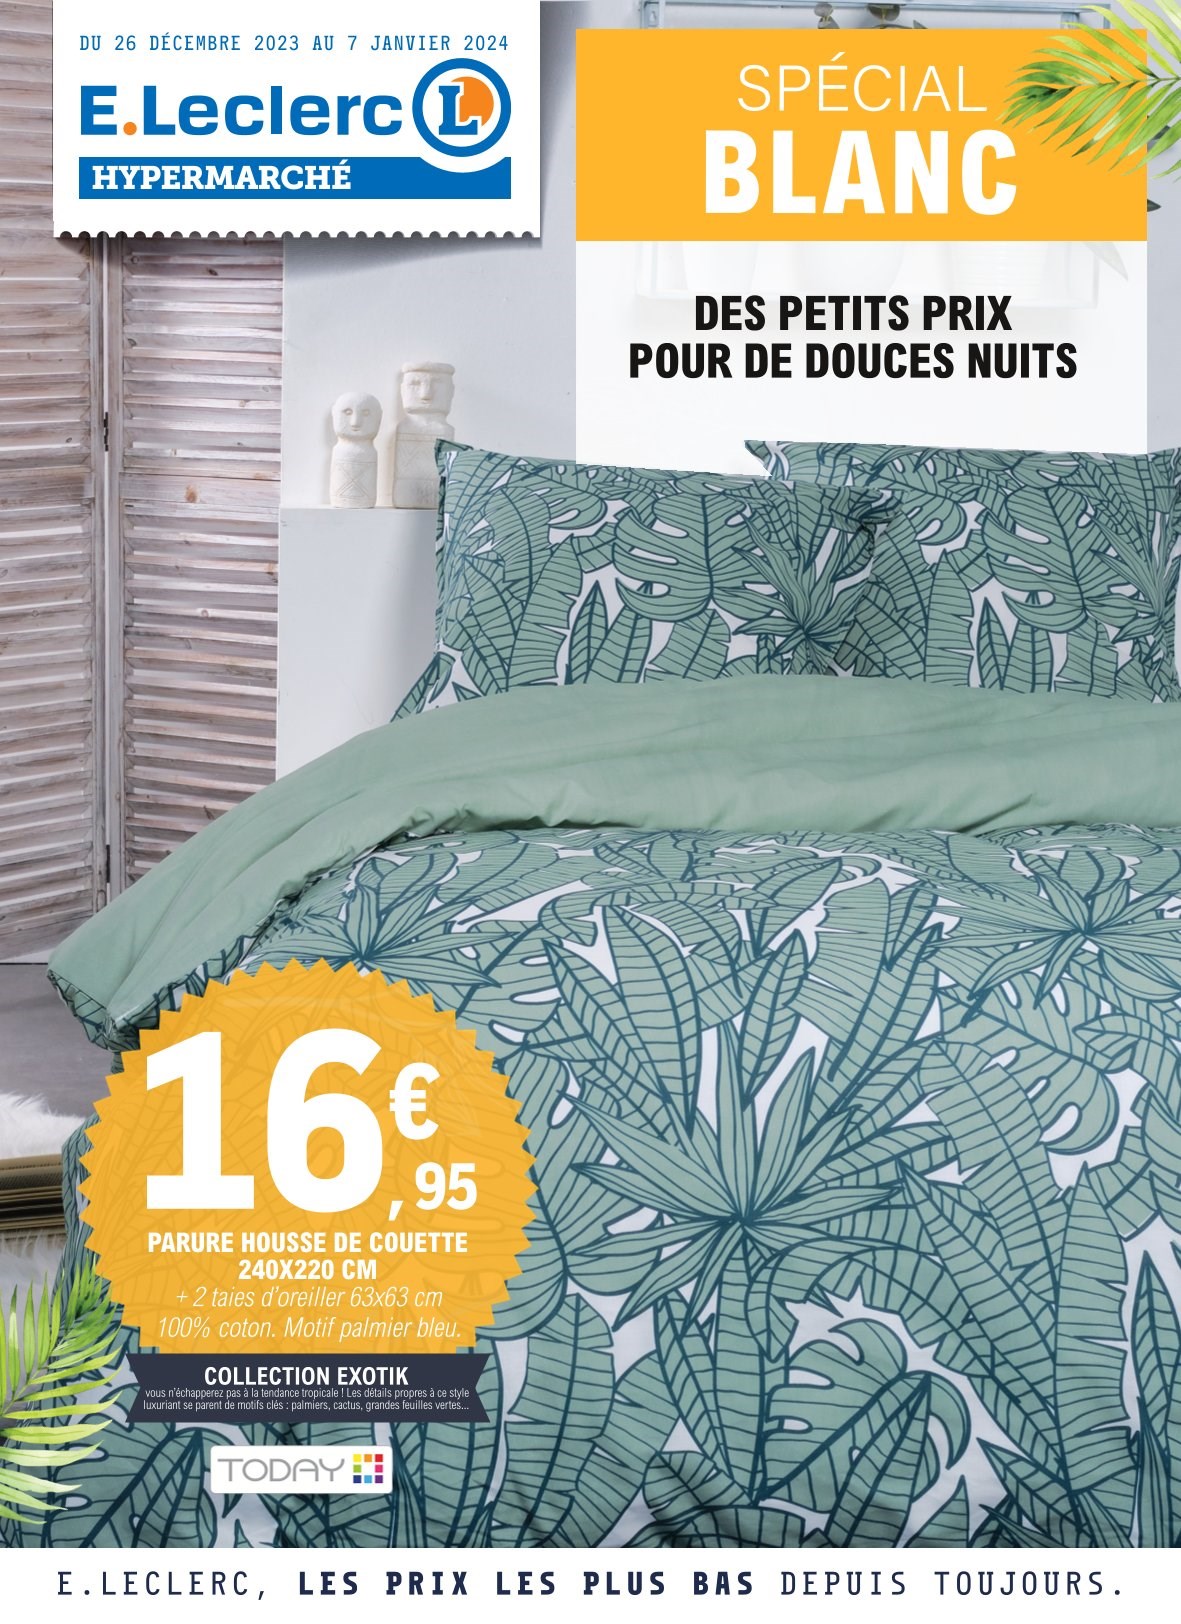 DU 26 DÉCEMBRE 2023 AU 7 JANVIER 2024
E.Leclerc L
HYPERMARCHÉ
SPÉCIAL
BLANC
DES PETITS PRIX
POUR DE DOUCES NUITS
16€,95
PARURE HOUSSE DE COUETTE
240X220 CM
+ 2 taies d'oreiller 63x63 cm
100% coton. Motif palmier bleu.
COLLECTION EXOTIK
vous n'échapperez pas à la tendance tropicale ! Les détails propres à ce style
luxuriant se parent de motifs clés : palmiers, cactus, grandes feuilles vertes...
TODAY
E.LECLERC, LES PRIX LES PLUS BAS DEPUIS TOUJOURS.